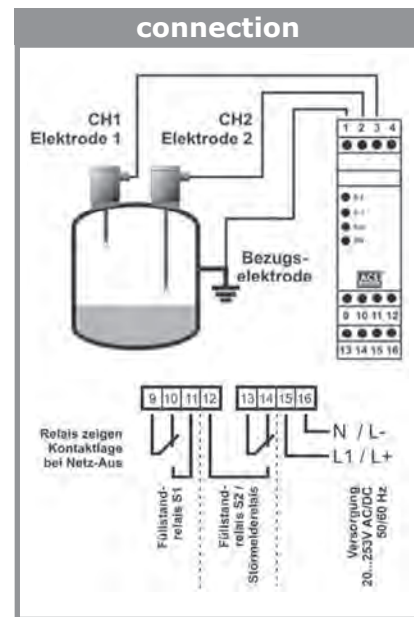 connection
CH1
Elektrode 1
CH2
Elektrode 2
1 2 3 4
Bezugs-
elektrode
9 10 11 12
13 14 15 16
9 10 11 12
13 14 15 16
Relais zeigen
Kontaktlage
bei Netz-Aus
N / L-
L1 / L+
Füllstand-
relais S1
Füllstand-
relais S2 /
Störmelderelais
Versorgung
20...253V AC/DC
50/60 Hz